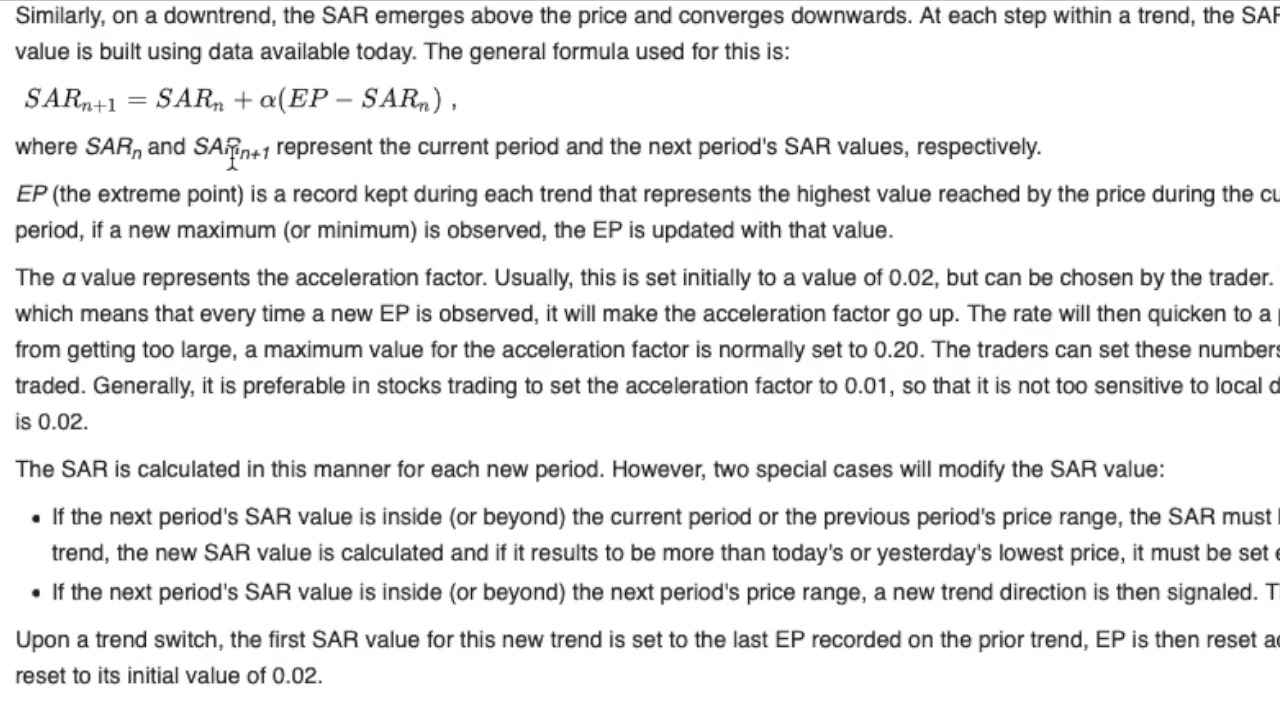 Similarly, on a downtrend, the SAR emerges above the price and converges downwards. At each step within a trend, the SAR
value is built using data available today. The general formula used for this is:
SARₙ₊₁ = SARₙ + α(EP − SARₙ) ,
where SARₙ and SARₙ₊₁ represent the current period and the next period's SAR values, respectively.
EP (the extreme point) is a record kept during each trend that represents the highest value reached by the price during the
period, if a new maximum (or minimum) is observed, the EP is updated with that value.
The α value represents the acceleration factor. Usually, this is set initially to a value of 0.02, but can be chosen by the trader.
which means that every time a new EP is observed, it will make the acceleration factor go up. The rate will then quicken to a
from getting too large, a maximum value for the acceleration factor is normally set to 0.20. The traders can set these numbers
traded. Generally, it is preferable in stocks trading to set the acceleration factor to 0.01, so that it is not too sensitive to local
is 0.02.
The SAR is calculated in this manner for each new period. However, two special cases will modify the SAR value:
• If the next period's SAR value is inside (or beyond) the current period or the previous period's price range, the SAR must
trend, the new SAR value is calculated and if it results to be more than today's or yesterday's lowest price, it must be set
• If the next period's SAR value is inside (or beyond) the next period's price range, a new trend direction is then signaled.
Upon a trend switch, the first SAR value for this new trend is set to the last EP recorded on the prior trend, EP is then reset
reset to its initial value of 0.02.